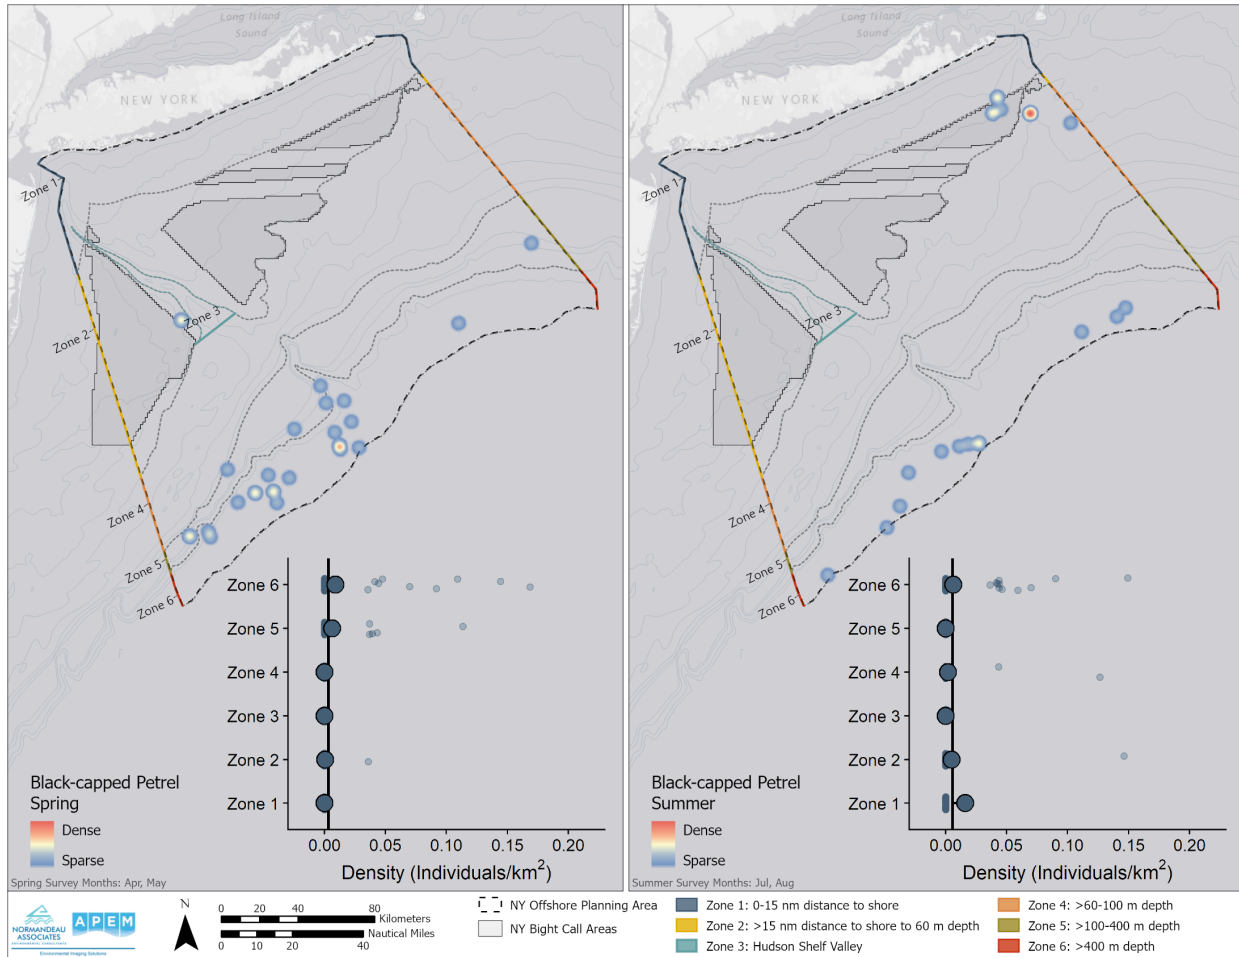 Long Island
Sound
NEW YORK
Zone 1
Zone 2
Zone 3
Zone 4
Zone 5
Zone 6
Zone 6
Zone 5
Zone 4
Zone 3
Zone 2
Zone 1
0.00 0.05 0.10 0.15 0.20
Density (Individuals/km²)
Black-capped Petrel
Spring
Dense
Sparse
Spring Survey Months: Apr, May
Long Island
Sound
NEW YORK
Zone 1
Zone 2
Zone 3
Zone 4
Zone 5
Zone 6
Zone 6
Zone 5
Zone 4
Zone 3
Zone 2
Zone 1
0.00 0.05 0.10 0.15 0.20
Density (Individuals/km²)
Black-capped Petrel
Summer
Dense
Sparse
Summer Survey Months: Jul, Aug
NORMANDEAU
ASSOCIATES
ENVIRONMENTAL CONSULTANTS
APEM
Environmental Imaging Solutions
N
0 20 40 80
Kilometers
Nautical Miles
0 10 20 40
NY Offshore Planning Area
NY Bight Call Areas
Zone 1: 0-15 nm distance to shore
Zone 2: >15 nm distance to shore to 60 m depth
Zone 3: Hudson Shelf Valley
Zone 4: >60-100 m depth
Zone 5: >100-400 m depth
Zone 6: >400 m depth